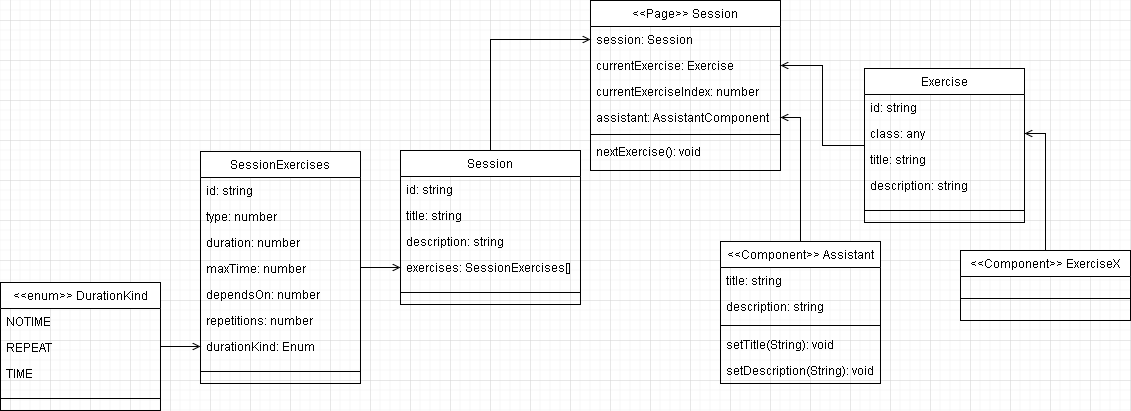 <<Page>> Session
session: Session
currentExercise: Exercise
currentExerciseIndex: number
assistant: AssistantComponent
nextExercise(): void
Exercise
id: string
class: any
title: string
description: string
SessionExercises
id: string
type: number
duration: number
maxTime: number
dependsOn: number
repetitions: number
durationKind: Enum
Session
id: string
title: string
description: string
exercises: SessionExercises[]
<<Component>> Assistant
title: string
description: string
setTitle(String): void
setDescription(String): void
<<Component>> ExerciseX
<<enum>> DurationKind
NOTIME
REPEAT
TIME